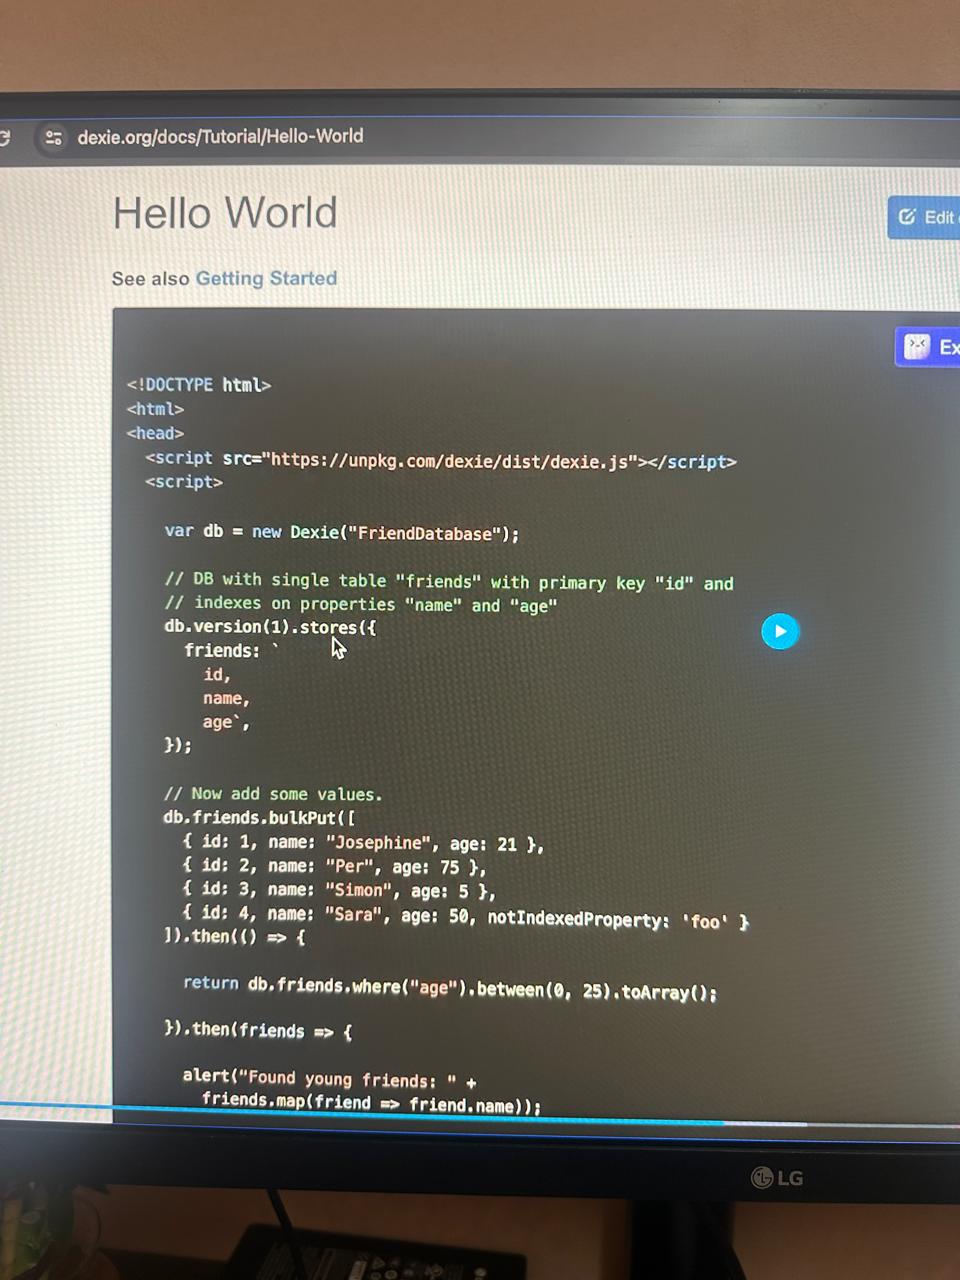 dexie.org/docs/Tutorial/Hello-World
Hello World
Edit
See also Getting Started
Ex
<!DOCTYPE html>
<html>
<head>
  <script src="https://unpkg.com/dexie/dist/dexie.js"></script>
  <script>

    var db = new Dexie("FriendDatabase");

    // DB with single table "friends" with primary key "id" and
    // indexes on properties "name" and "age"
    db.version(1).stores({
      friends: `
        id,
        name,
        age`,
    });

    // Now add some values.
    db.friends.bulkPut([
      { id: 1, name: "Josephine", age: 21 },
      { id: 2, name: "Per", age: 75 },
      { id: 3, name: "Simon", age: 5 },
      { id: 4, name: "Sara", age: 50, notIndexedProperty: 'foo' }
    ]).then(() => {

      return db.friends.where("age").between(0, 25).toArray();

    }).then(friends => {

      alert("Found young friends: " +
        friends.map(friend => friend.name));
LG